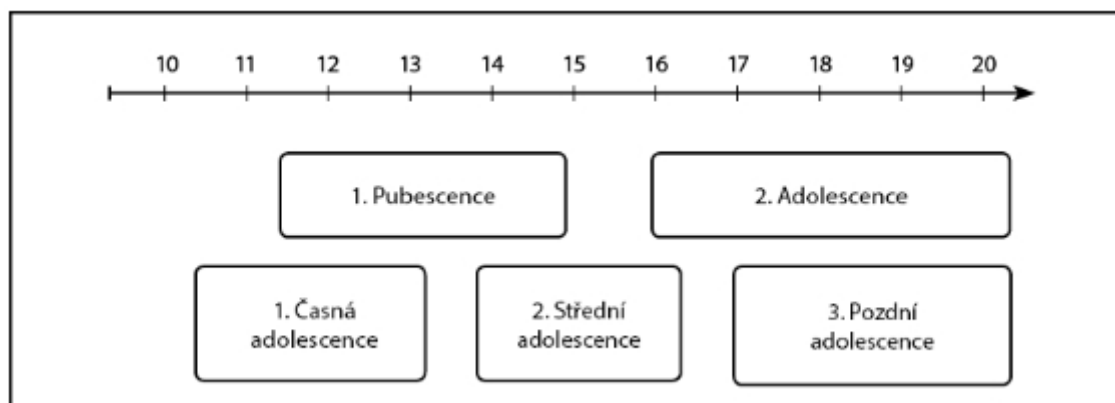 10 11 12 13 14 15 16 17 18 19 20
1. Pubescence
2. Adolescence
1. Časná
adolescence
2. Střední
adolescence
3. Pozdní
adolescence